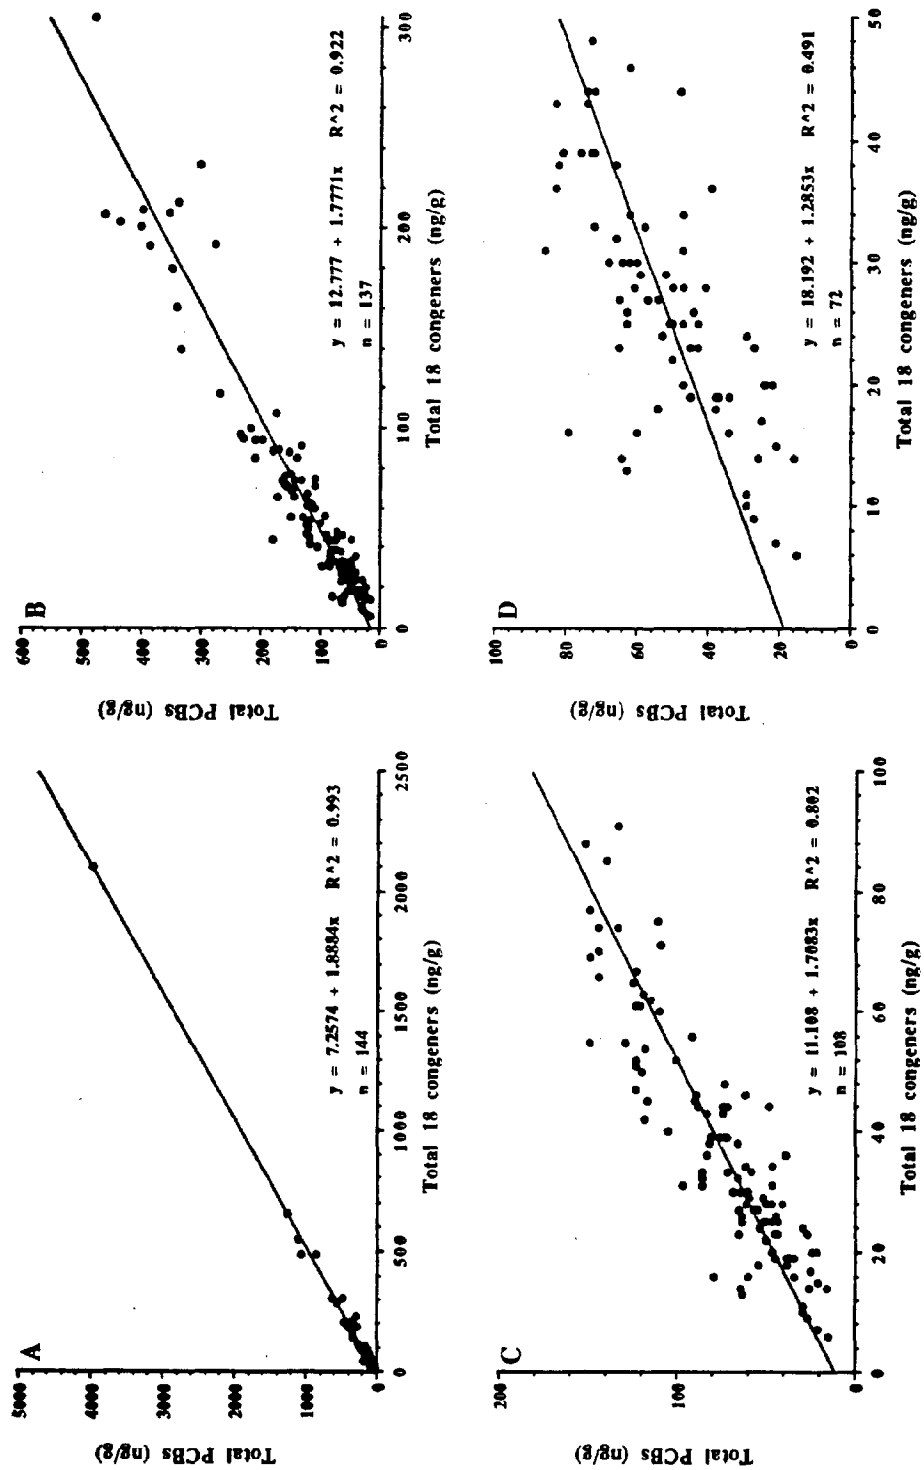 A
Total PCBs (ng/g)
5000
4000
3000
2000
1000
0
y = 7.2574 + 1.8884x R^2 = 0.993
n = 144
0 500 1000 1500 2000 2500
Total 18 congeners (ng/g)
B
Total PCBs (ng/g)
600
500
400
300
200
100
0
y = 12.777 + 1.7771x R^2 = 0.922
n = 137
0 100 200 300
Total 18 congeners (ng/g)
C
Total PCBs (ng/g)
200
100
0
y = 11.108 + 1.7083x R^2 = 0.802
n = 108
0 20 40 60 80 100
Total 18 congeners (ng/g)
D
Total PCBs (ng/g)
100
80
60
40
20
0
y = 18.192 + 1.2853x R^2 = 0.491
n = 72
0 10 20 30 40 50
Total 18 congeners (ng/g)